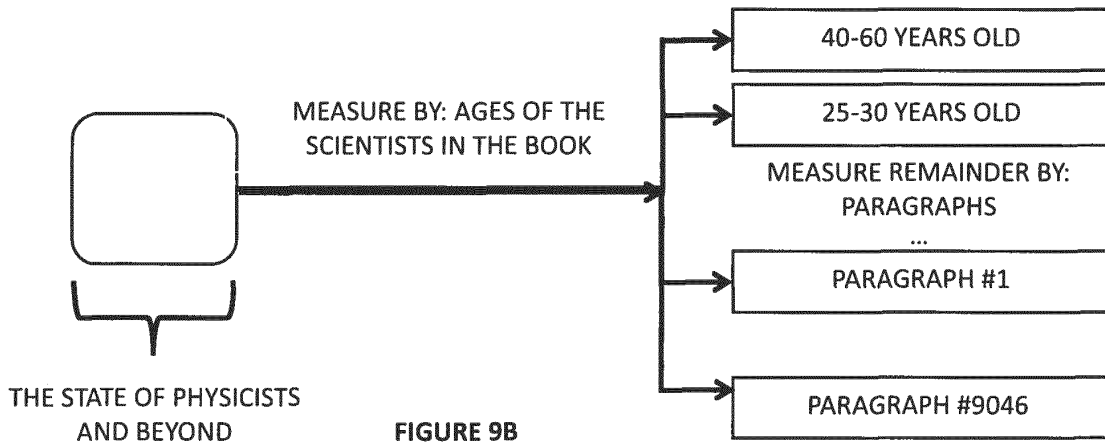 40-60 YEARS OLD
MEASURE BY: AGES OF THE
SCIENTISTS IN THE BOOK
25-30 YEARS OLD
MEASURE REMAINDER BY:
PARAGRAPHS
...
PARAGRAPH #1
THE STATE OF PHYSICISTS
AND BEYOND
PARAGRAPH #9046
FIGURE 9B